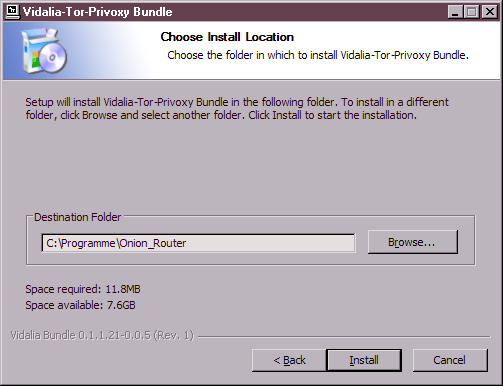 Vidalia-Tor-Privoxy Bundle
Choose Install Location
Choose the folder in which to install Vidalia-Tor-Privoxy Bundle.
Setup will install Vidalia-Tor-Privoxy Bundle in the following folder. To install in a different
folder, click Browse and select another folder. Click Install to start the installation.
Destination Folder
C:\Programme\Onion_Router
Browse...
Space required: 11.8MB
Space available: 7.6GB
Vidalia Bundle 0.1.1.21-0.0.5 (Rev. 1)
< Back Install Cancel